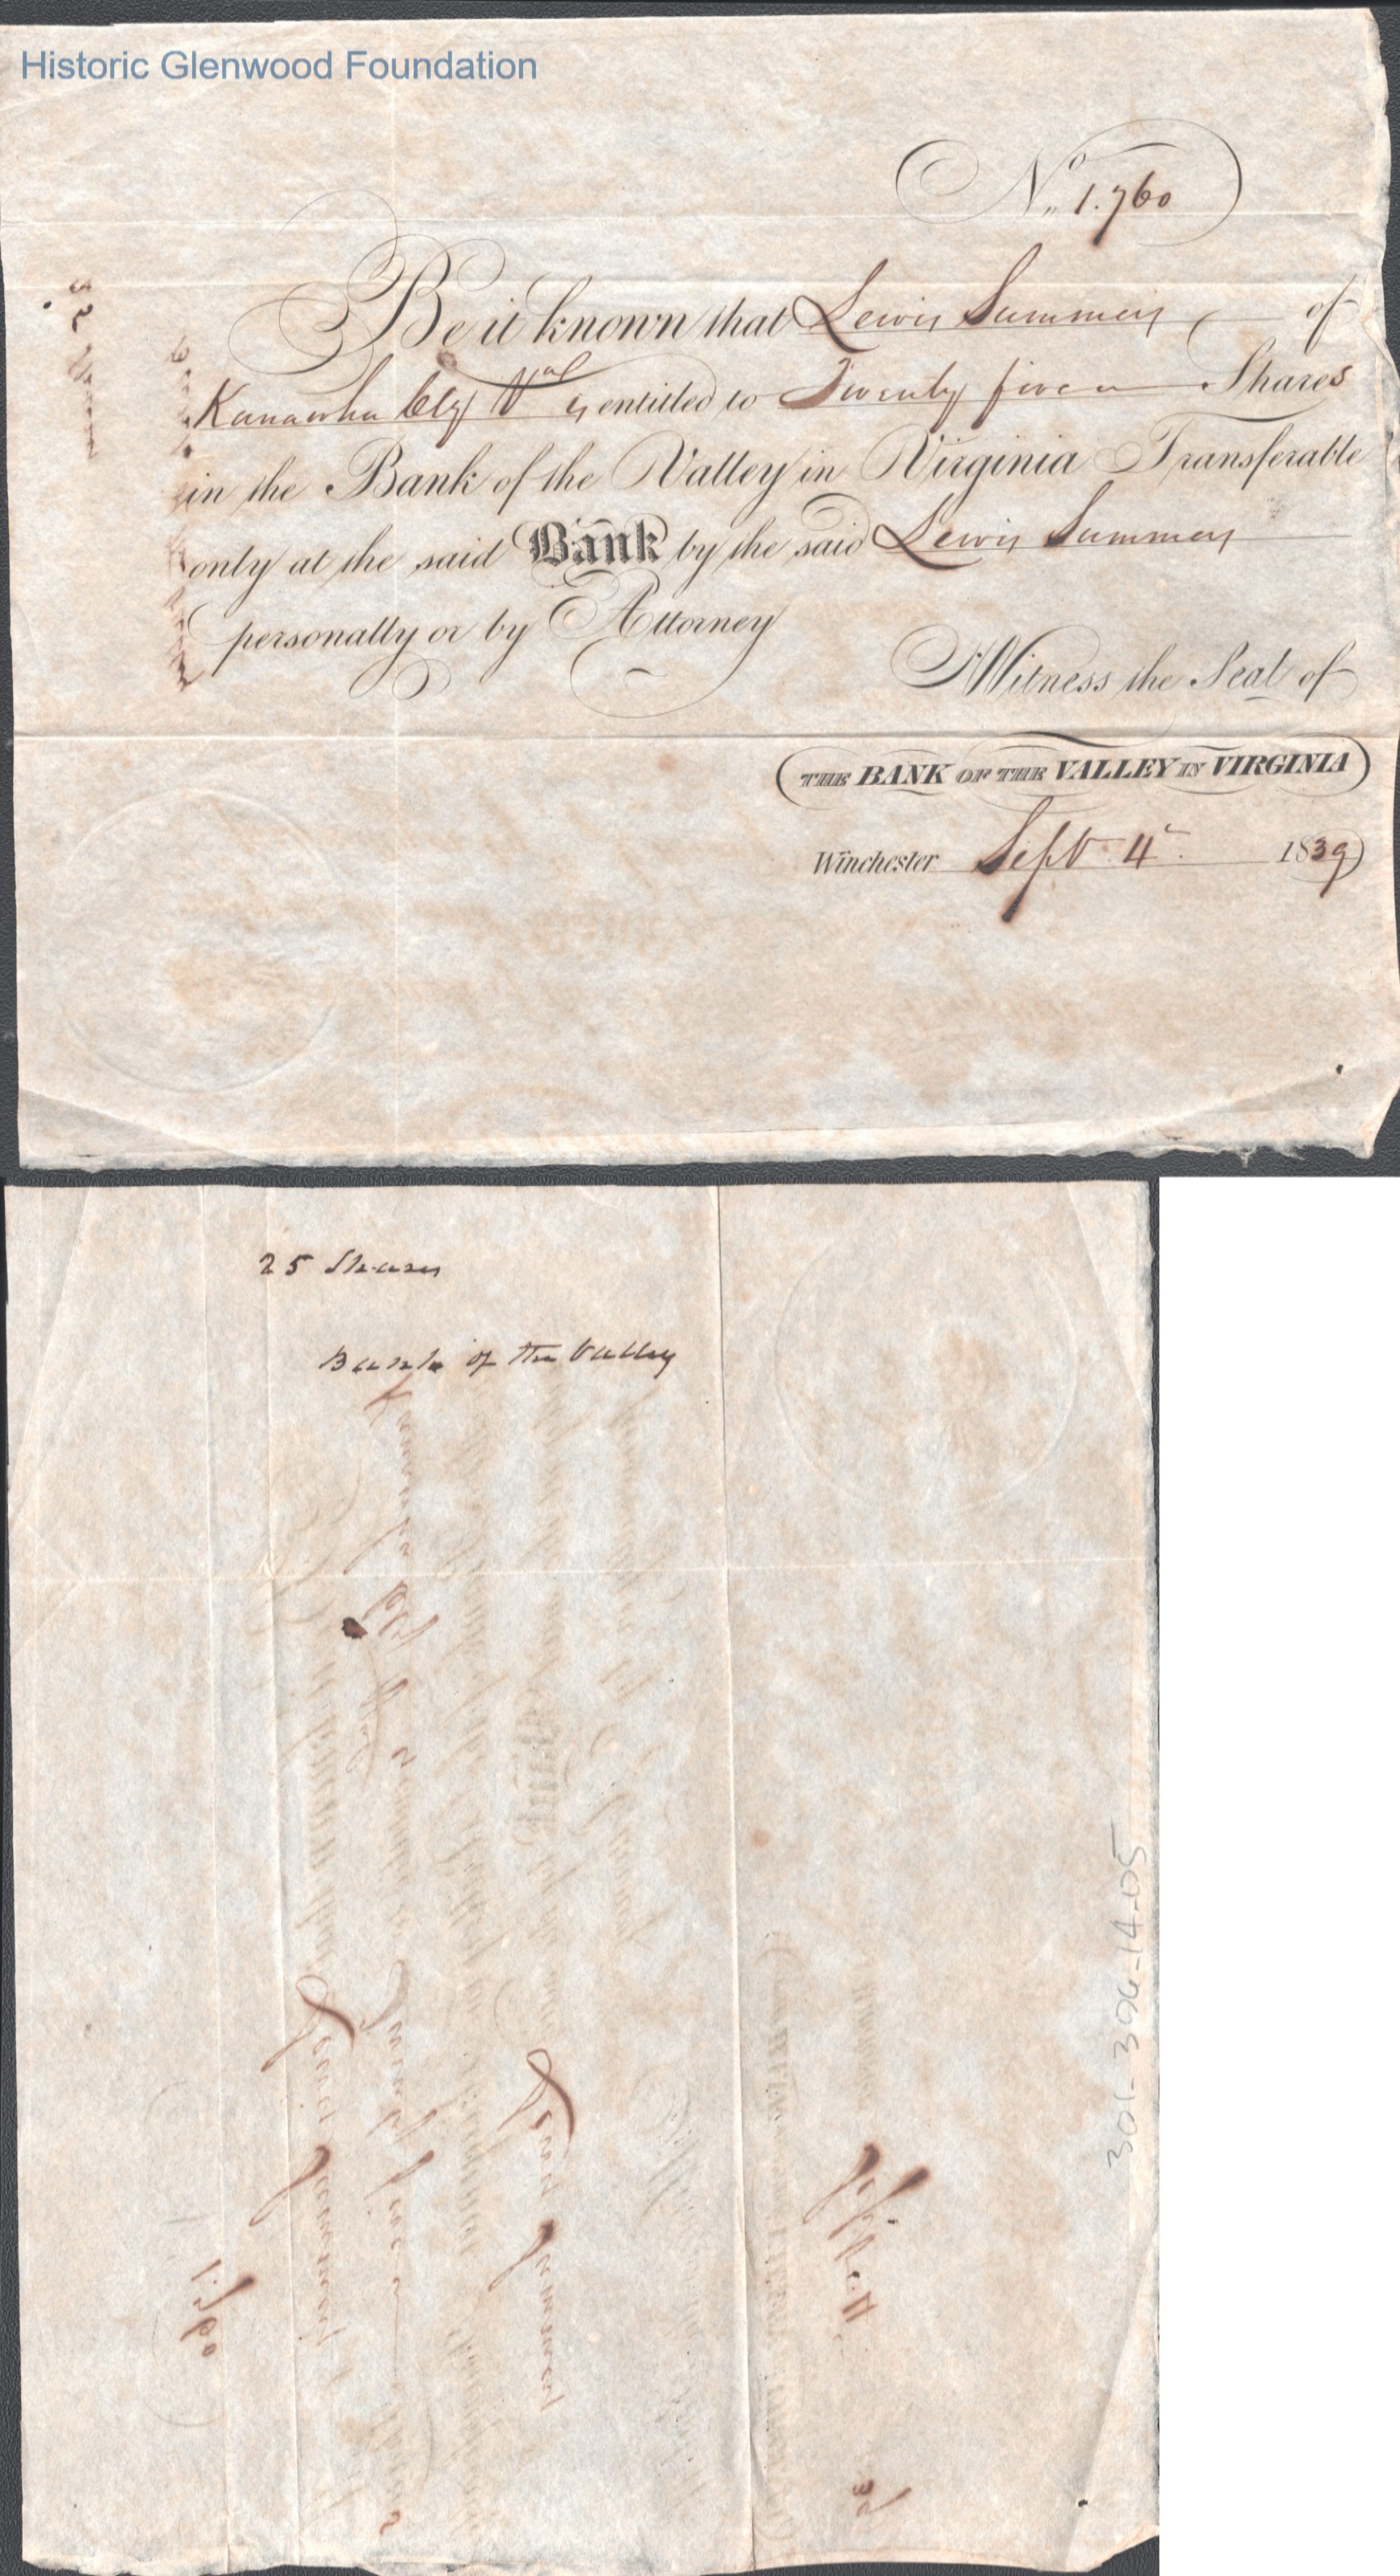 Historic Glenwood Foundation
No. 1.760
Be it known that Lewis Summers of
Kanawha Cty Va is entitled to Twenty five Shares
in the Bank of the Valley in Virginia Transferable
only at the said Bank by the said Lewis Summers
personally or by Attorney
Witness the Seal of
THE BANK OF THE VALLEY IN VIRGINIA
Winchester Sept 4 1839
25 Shares
Bank of the Valley
301-306-14-05